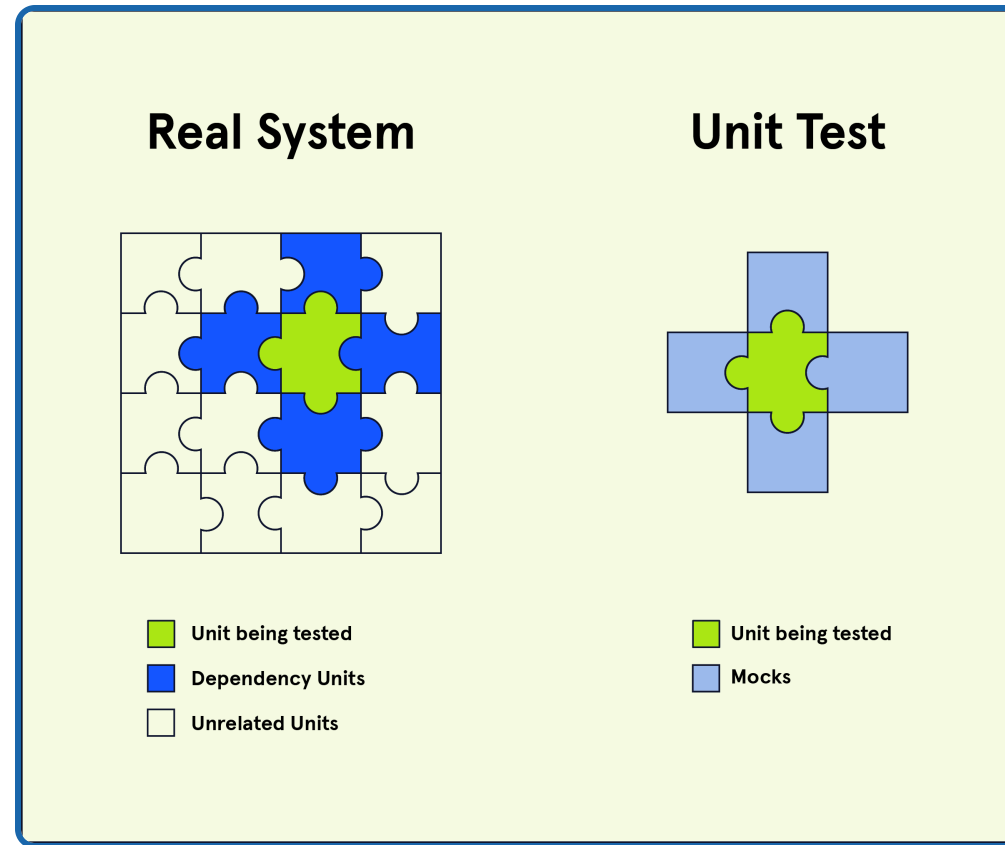 Real System
Unit Test
Unit being tested
Dependency Units
Unrelated Units
Unit being tested
Mocks